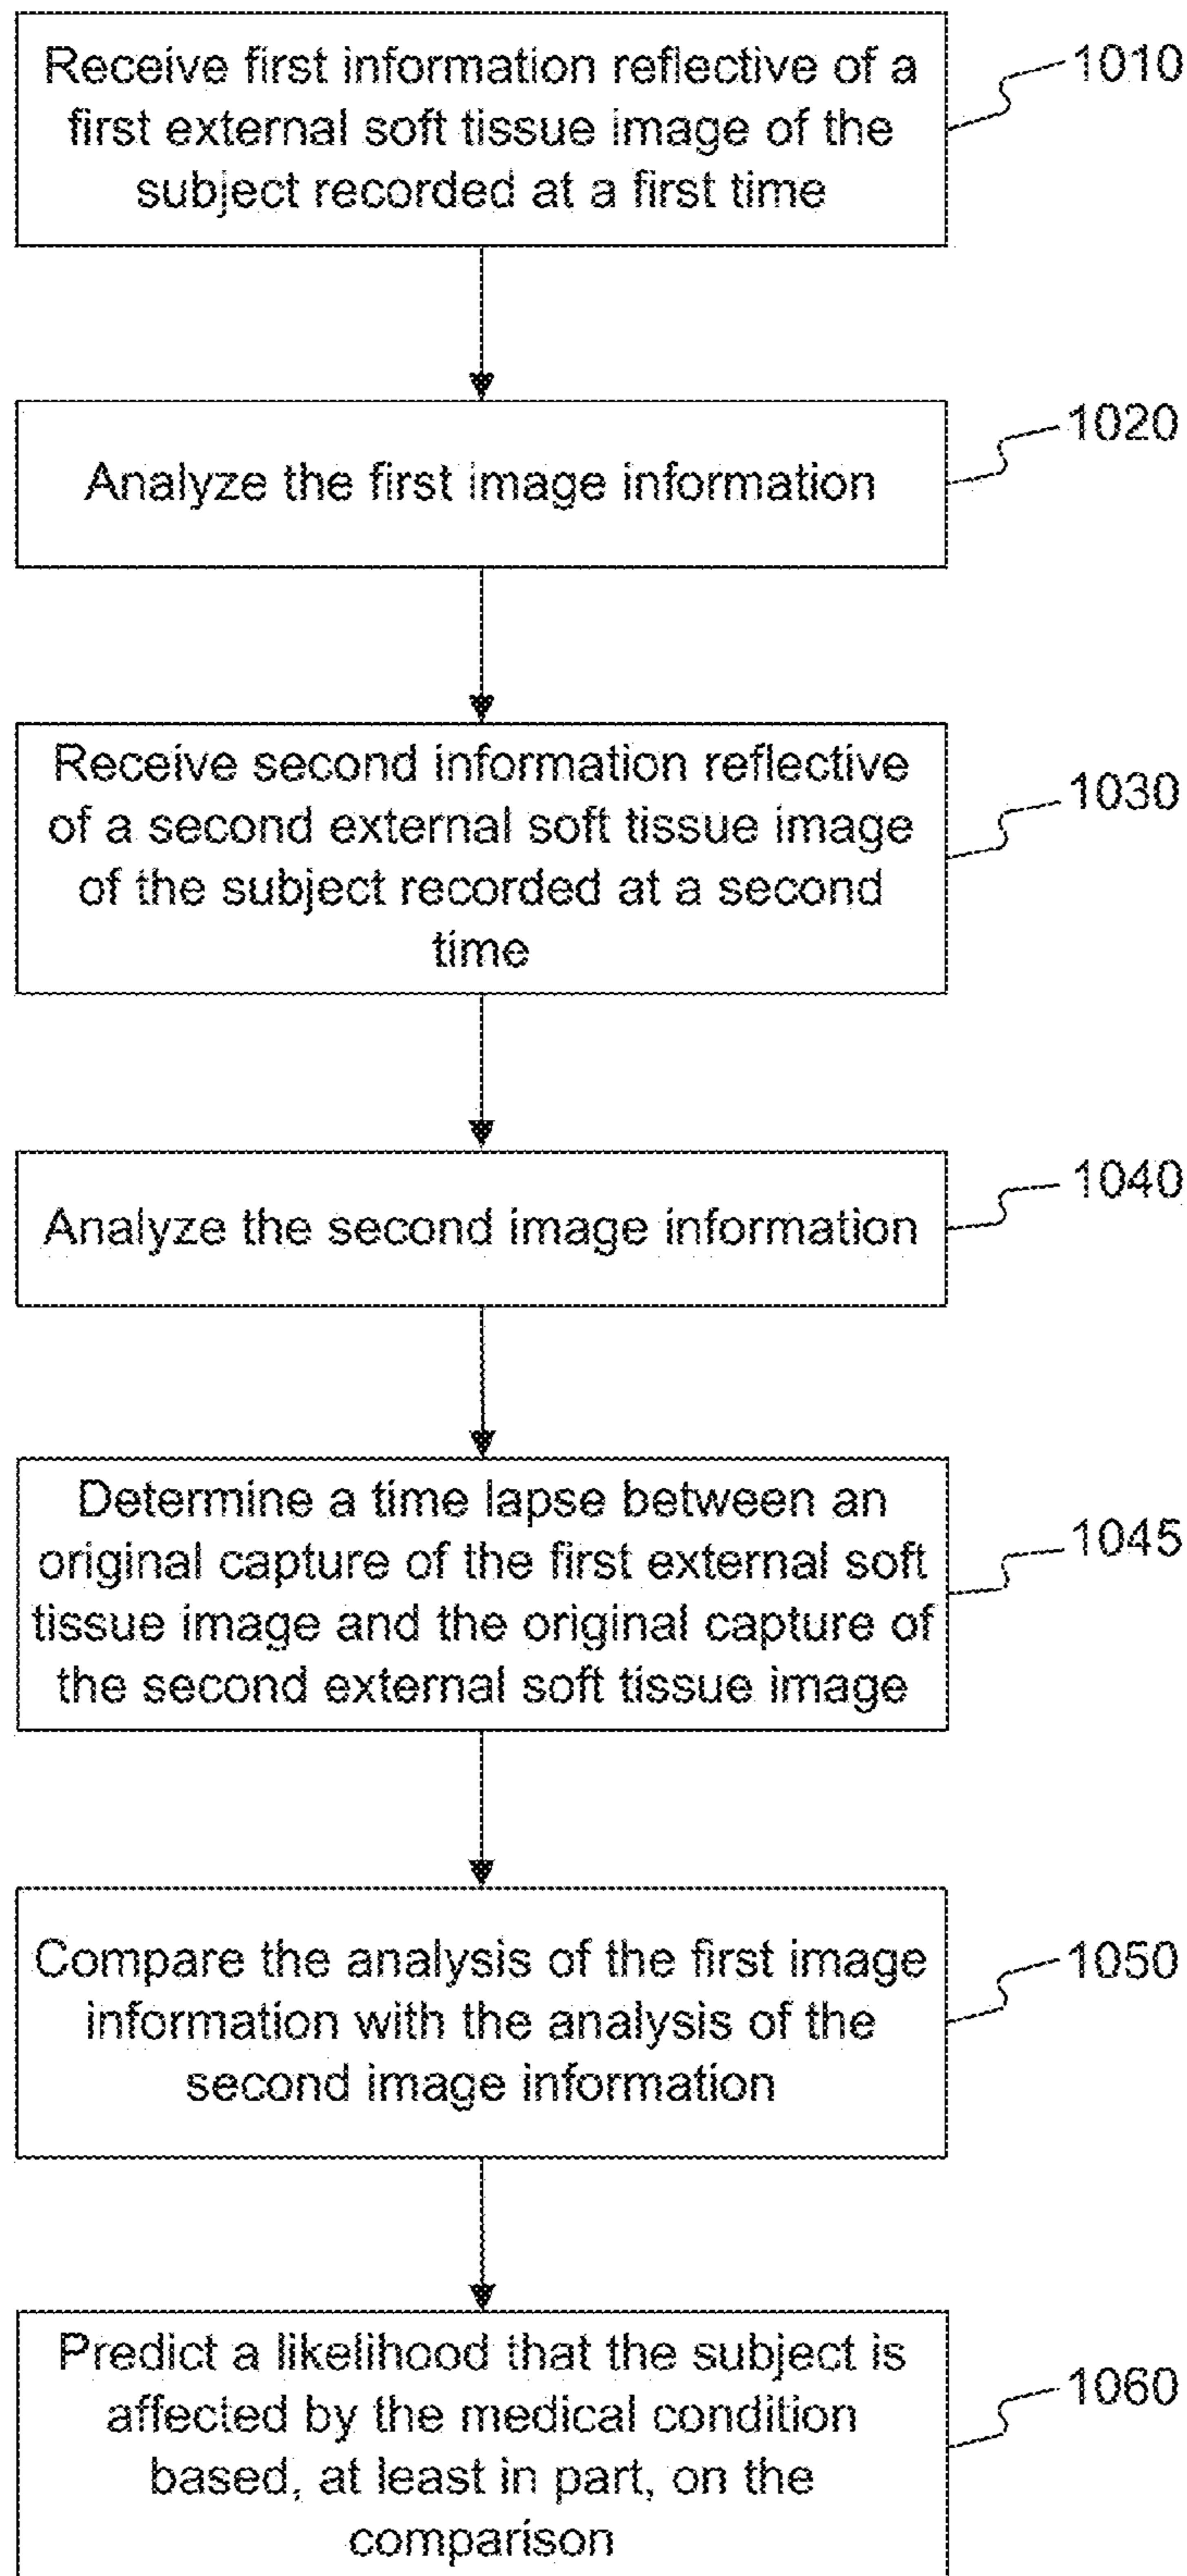 Receive first information reflective of a
first external soft tissue image of the
subject recorded at a first time
1010
Analyze the first image information
1020
Receive second information reflective
of a second external soft tissue image
of the subject recorded at a second
time
1030
Analyze the second image information
1040
Determine a time lapse between an
original capture of the first external soft
tissue image and the original capture of
the second external soft tissue image
1045
Compare the analysis of the first image
information with the analysis of the
second image information
1050
Predict a likelihood that the subject is
affected by the medical condition
based, at least in part, on the
comparison
1060